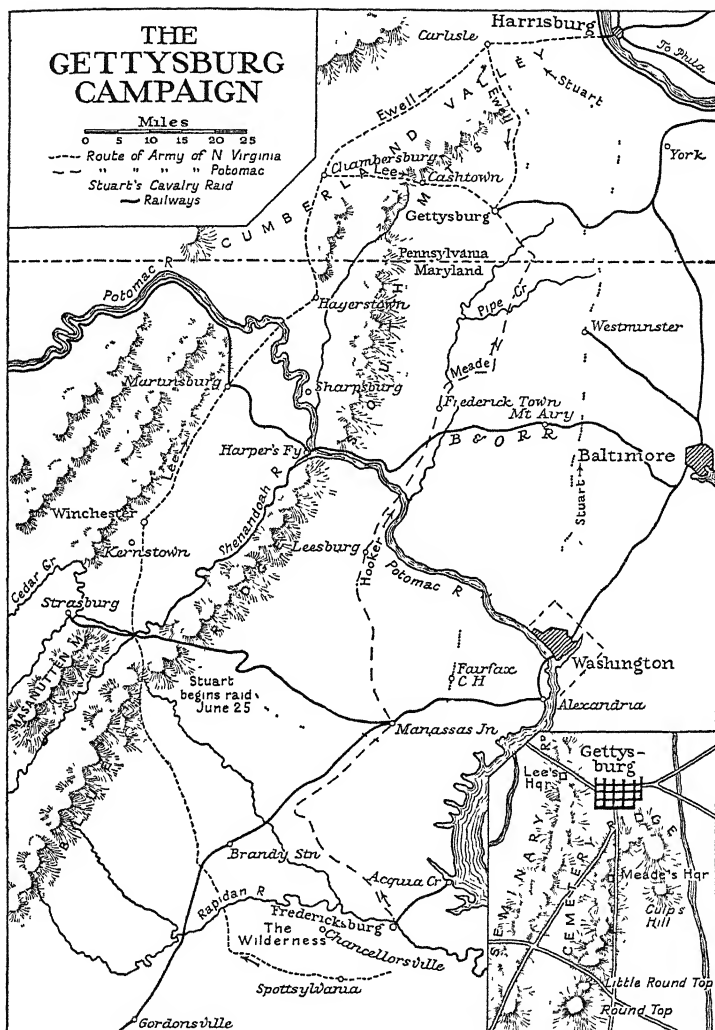 THE
GETTYSBURG
CAMPAIGN
Miles
0 5 10 15 20 25
Route of Army of N Virginia
" " " " Potomac
Stuart's Cavalry Raid
Railways
Harrisburg
Carlisle
To Phila
Stuart
Ewell
Ewell
CUMBERLAND VALLEY
York
Chambersburg
Lee
Cashtown
Gettysburg
Pennsylvania
Maryland
Potomac R
Hagerstown
SOUTH M
Pipe Cr
Westminster
Meade
Martinsburg
Sharpsburg
Frederick Town
Mt Airy
Lee
Harper's Fy
B & O R R
Baltimore
Stuart
Winchester
Shenandoah R
Kernstown
Leesburg
Hooker
Potomac R
Cedar Cr
Strasburg
RIDGE
MASANUTTEN M
Stuart
begins raid
June 25
Fairfax
C H
Washington
Alexandria
Manassas Jn
B
Brandy Stn
Acquia Cr
Rapidan R
Fredericksburg
The
Wilderness
Chancellorsville
Spottsylvania
Gordonsville
Gettys-
burg
Lee's
Hqr
SEMINARY R
CEMETERY RIDGE
Meade's Hqr
Culps
Hill
Little Round Top
Round Top